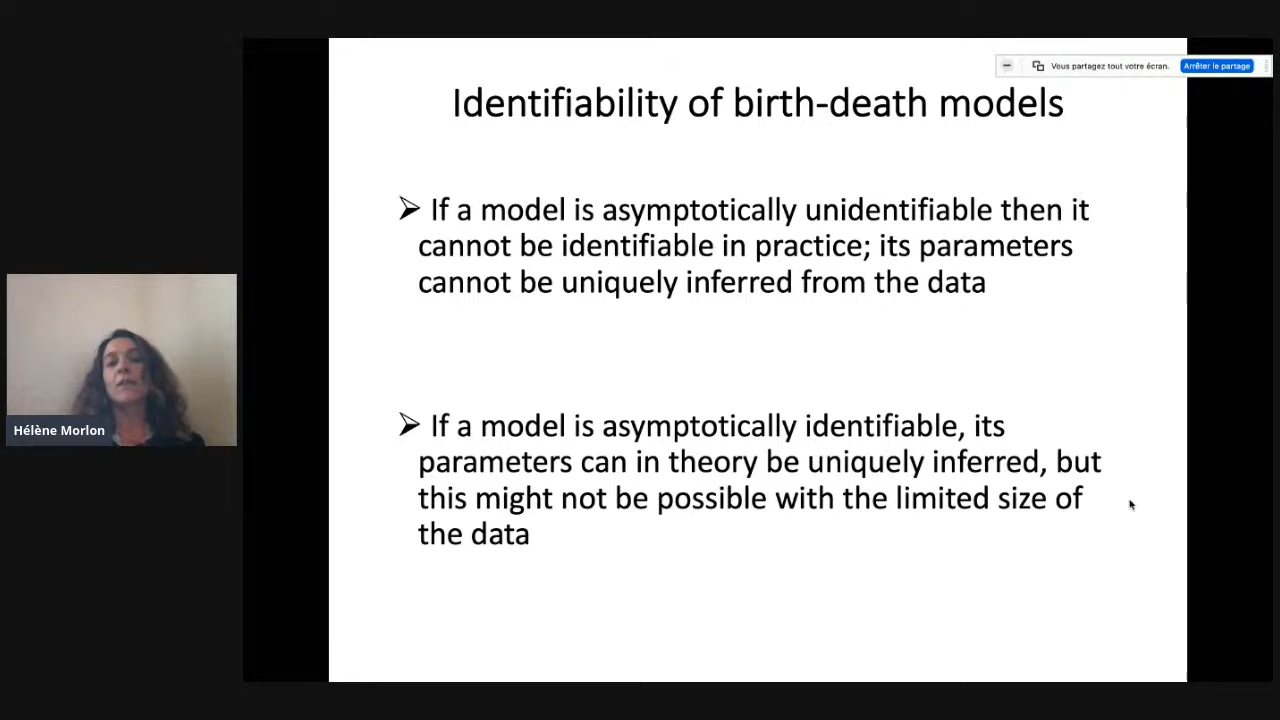 Vous partagez tout votre écran.
Arrêter le partage
Identifiability of birth-death models
➢ If a model is asymptotically unidentifiable then it
cannot be identifiable in practice; its parameters
cannot be uniquely inferred from the data
➢ If a model is asymptotically identifiable, its
parameters can in theory be uniquely inferred, but
this might not be possible with the limited size of
the data
Hélène Morlon